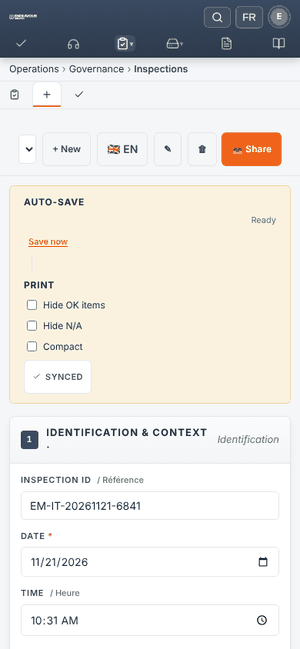 ENDEAVOUR
FR
E
Operations › Governance › Inspections
+ New
🇬🇧 EN
Share
AUTO-SAVE
Ready
Save now
PRINT
Hide OK items
Hide N/A
Compact
SYNCED
1
IDENTIFICATION & CONTEXT
·
Identification
INSPECTION ID / Référence
EM-IT-20261121-6841
DATE *
11/21/2026
TIME / Heure
10:31 AM